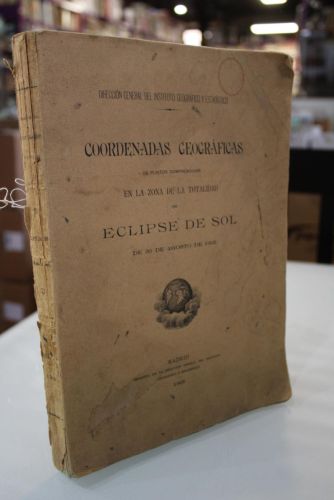 DIRECCIÓN GENERAL DEL INSTITUTO GEOGRÁFICO Y ESTADÍSTICO
COORDENADAS GEOGRÁFICAS
DE PUNTOS COMPRENDIDOS
EN LA ZONA DE LA TOTALIDAD
DEL
ECLIPSE DE SOL
DE 30 DE AGOSTO DE 1905
MADRID